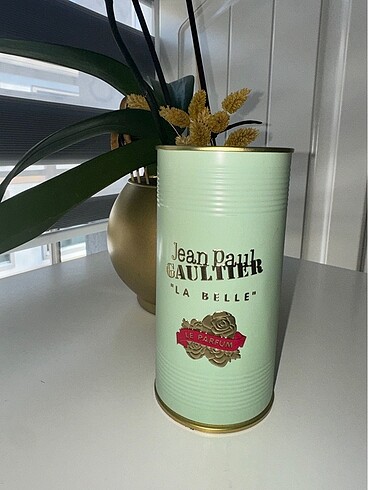 Jean Paul
GAULTIER
"LA BELLE"
LE PARFUM